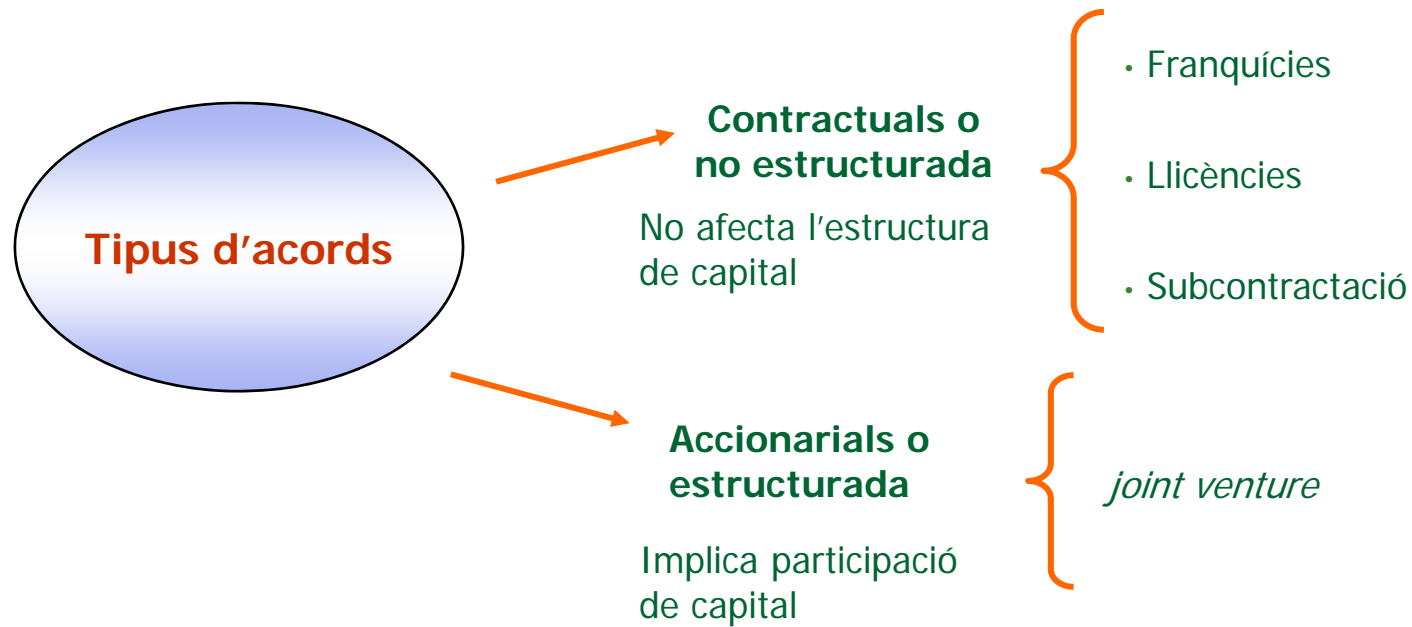 Tipus d’acords
Contractuals o
no estructurada
No afecta l’estructura
de capital
• Franquícies
• Llicències
• Subcontractació
Accionarials o
estructurada
Implica participació
de capital
joint venture